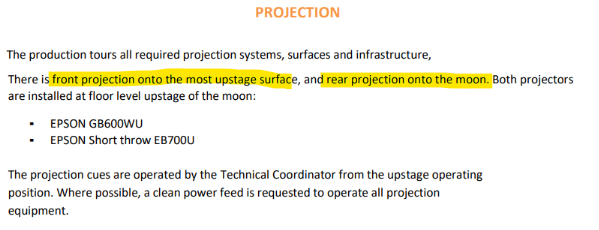 PROJECTION
The production tours all required projection systems, surfaces and infrastructure,
There is front projection onto the most upstage surface, and rear projection onto the moon. Both projectors
are installed at floor level upstage of the moon:
▪ EPSON GB600WU
▪ EPSON Short throw EB700U
The projection cues are operated by the Technical Coordinator from the upstage operating
position. Where possible, a clean power feed is requested to operate all projection
equipment.